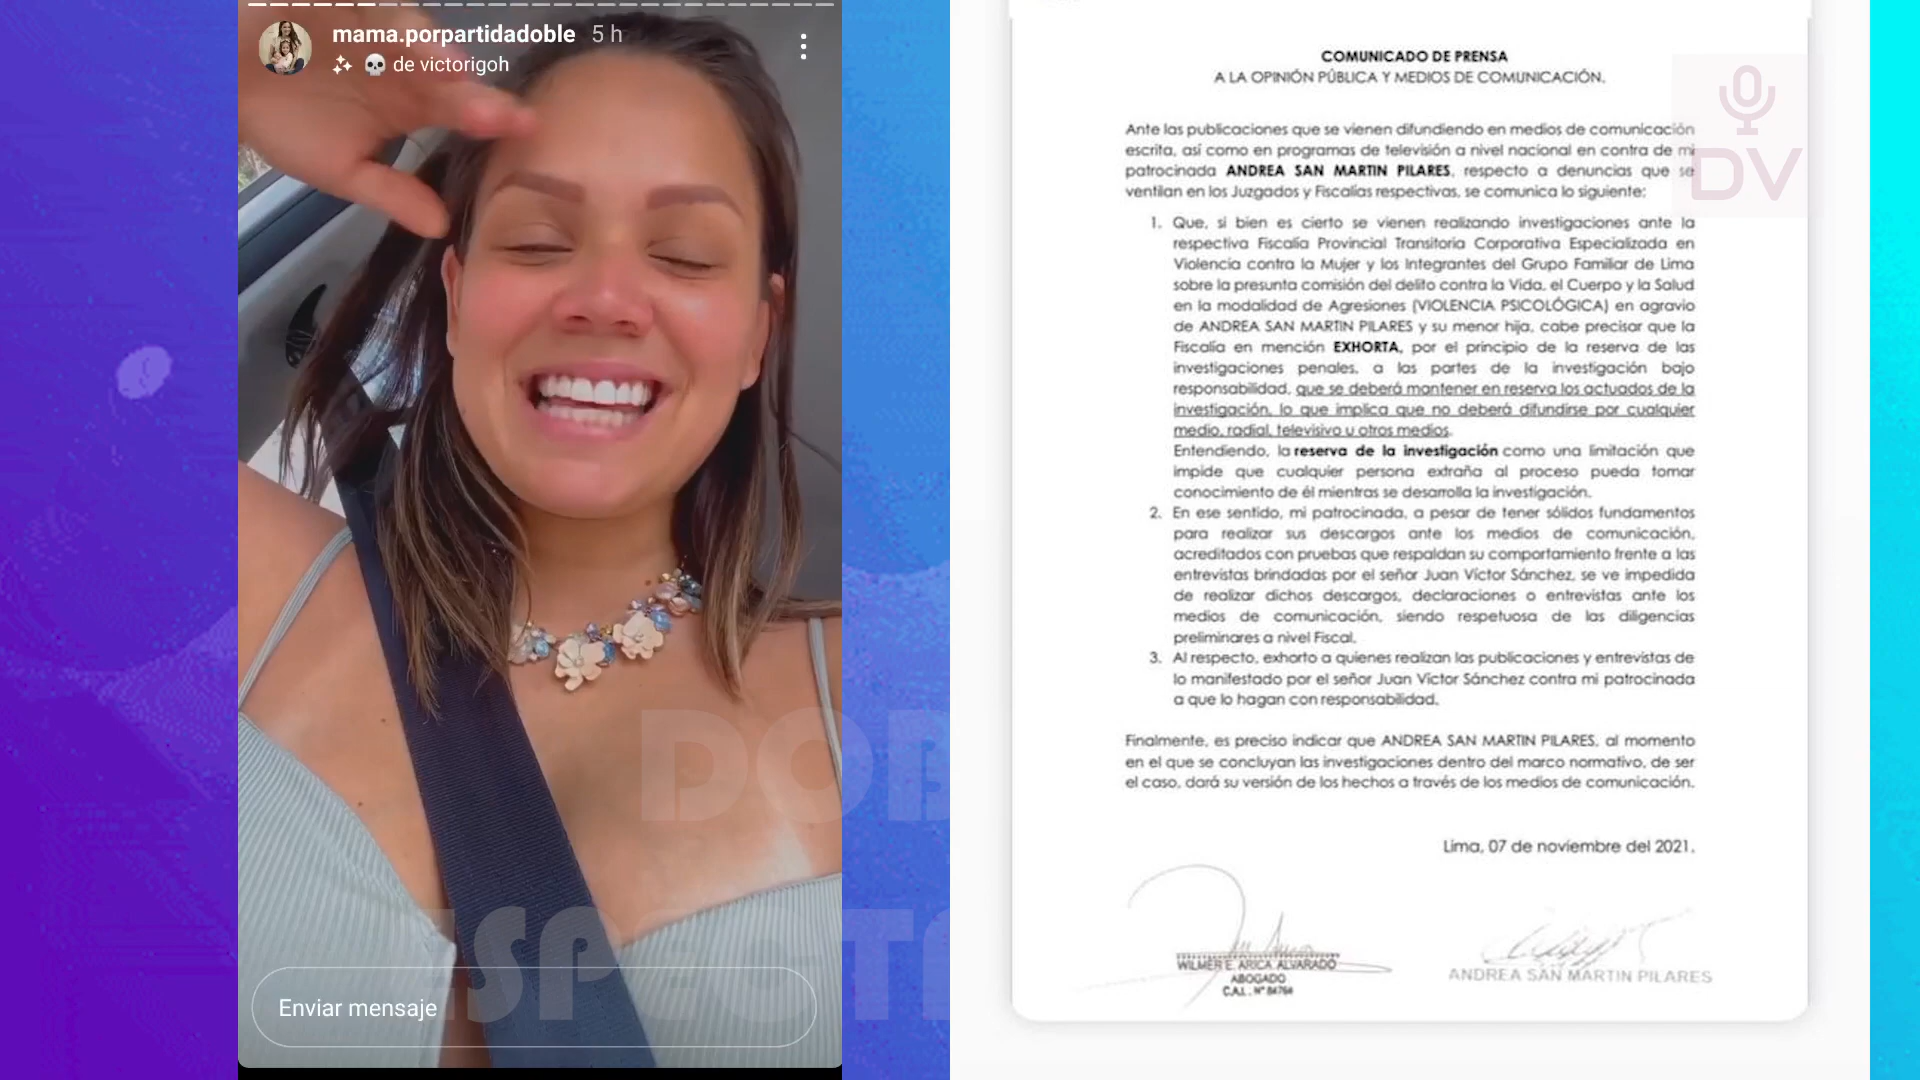 mama.porpartidadoble 5 h
de victorigoh
Enviar mensaje
DOB
ESPECTA
COMUNICADO DE PRENSA
A LA OPINIÓN PÚBLICA Y MEDIOS DE COMUNICACIÓN.
DV
Ante las publicaciones que se vienen difundiendo en medios de comunicación
escrita, así como en programas de televisión a nivel nacional en contra de mi
patrocinada ANDREA SAN MARTIN PILARES, respecto a denuncias que se
ventilan en los Juzgados y Fiscalías respectivas, se comunica lo siguiente:
1. Que, si bien es cierto se vienen realizando investigaciones ante la
respectiva Fiscalía Provincial Transitoria Corporativa Especializada en
Violencia contra la Mujer y los Integrantes del Grupo Familiar de Lima
sobre la presunta comisión del delito contra la Vida, el Cuerpo y la Salud
en la modalidad de Agresiones (VIOLENCIA PSICOLÓGICA) en agravio
de ANDREA SAN MARTIN PILARES y su menor hija, cabe precisar que la
Fiscalía en mención EXHORTA, por el principio de la reserva de las
investigaciones penales, a las partes de la investigación bajo
responsabilidad, que se deberá mantener en reserva los actuados de la
investigación, lo que implica que no deberá difundirse por cualquier
medio, radial, televisivo u otros medios.
Entendiendo, la reserva de la investigación como una limitación que
impide que cualquier persona extraña al proceso pueda tomar
conocimiento de él mientras se desarrolla la investigación.
2. En ese sentido, mi patrocinada, a pesar de tener sólidos fundamentos
para realizar sus descargos ante los medios de comunicación,
acreditados con pruebas que respaldan su comportamiento frente a las
entrevistas brindadas por el señor Juan Víctor Sánchez, se ve impedida
de realizar dichos descargos, declaraciones o entrevistas ante los
medios de comunicación, siendo respetuosa de las diligencias
preliminares a nivel Fiscal.
3. Al respecto, exhorto a quienes realizan las publicaciones y entrevistas de
lo manifestado por el señor Juan Víctor Sánchez contra mi patrocinada
a que lo hagan con responsabilidad.
Finalmente, es preciso indicar que ANDREA SAN MARTIN PILARES, al momento
en el que se concluyan las investigaciones dentro del marco normativo, de ser
el caso, dará su versión de los hechos a través de los medios de comunicación.
Lima, 07 de noviembre del 2021.
WILMER E. ARICA ALVARADO
ABOGADO
C.A.L. N° 84764
ANDREA SAN MARTIN PILARES